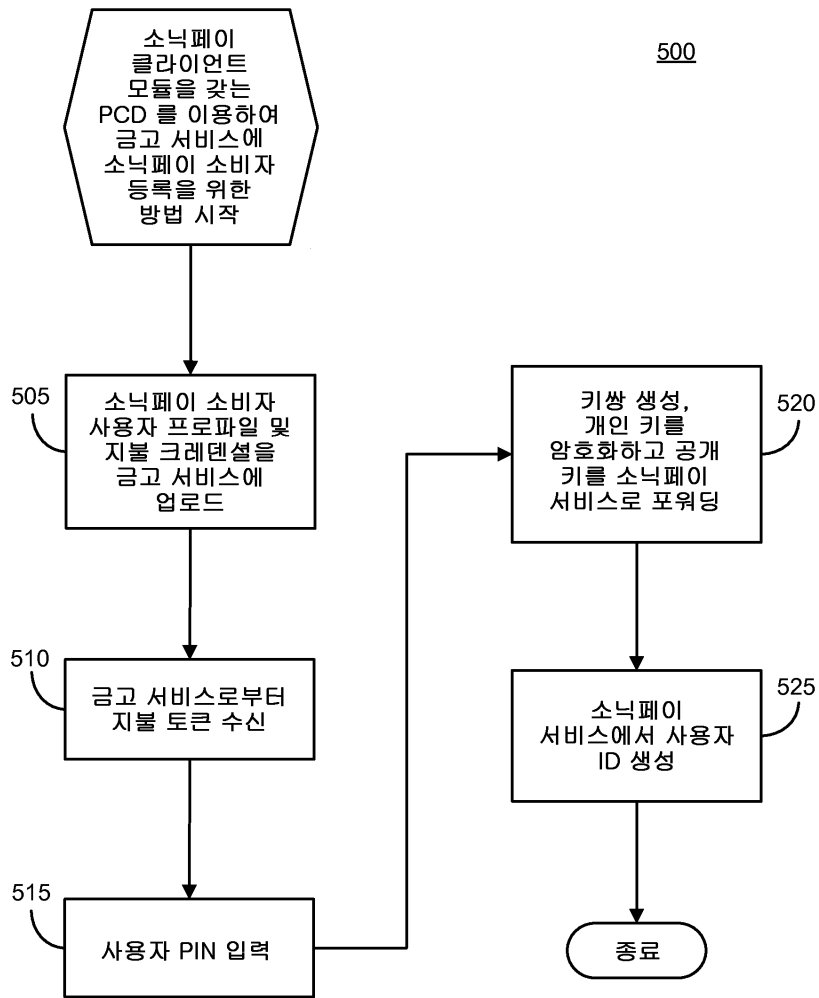 500
소닉페이
클라이언트
모듈을 갖는
PCD 를 이용하여
금고 서비스에
소닉페이 소비자
등록을 위한
방법 시작
505
소닉페이 소비자
사용자 프로파일 및
지불 크레덴셜을
금고 서비스에
업로드
510
금고 서비스로부터
지불 토큰 수신
515
사용자 PIN 입력
520
키쌍 생성,
개인 키를
암호화하고 공개
키를 소닉페이
서비스로 포워딩
525
소닉페이
서비스에서 사용자
ID 생성
종료